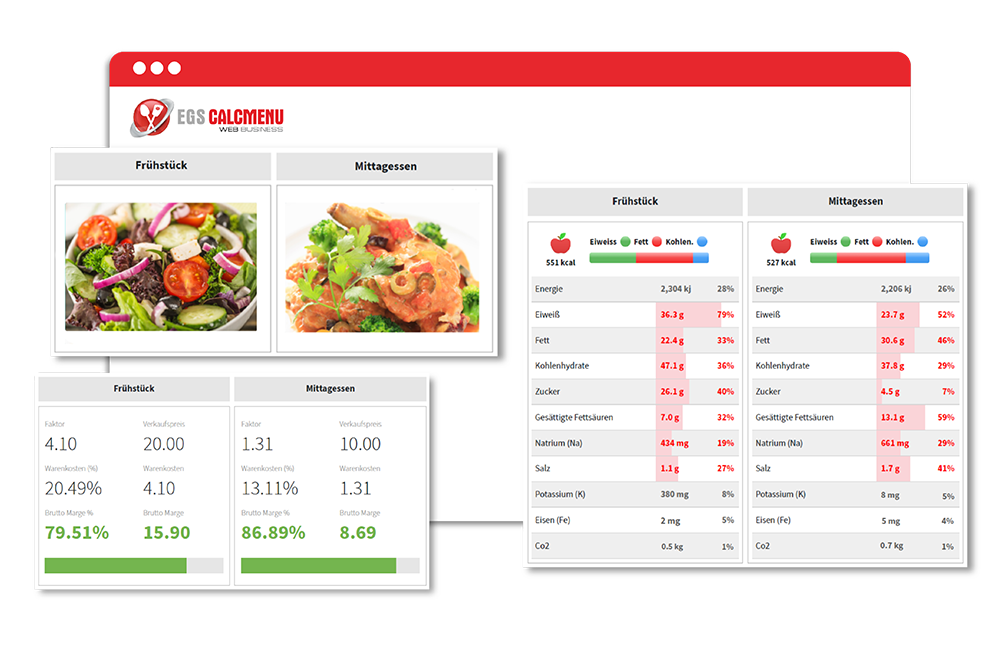 EGS CALCMENU
WEB BUSINESS
Frühstück Mittagessen
Frühstück Mittagessen
Faktor Verkaufspreis Faktor Verkaufspreis
4.10 20.00 1.31 10.00
Warenkosten (%) Warenkosten Warenkosten (%) Warenkosten
20.49% 4.10 13.11% 1.31
Brutto Marge % Brutto Marge Brutto Marge % Brutto Marge
79.51% 15.90 86.89% 8.69
Frühstück Mittagessen
Eiweiss Fett Kohlen. Eiweiss Fett Kohlen.
551 kcal 527 kcal
Energie 2,304 kj 28% Energie 2,206 kj 26%
Eiweiß 36.3 g 79% Eiweiß 23.7 g 52%
Fett 22.4 g 33% Fett 30.6 g 46%
Kohlenhydrate 47.1 g 36% Kohlenhydrate 37.8 g 29%
Zucker 26.1 g 40% Zucker 4.5 g 7%
Gesättigte Fettsäuren 7.0 g 32% Gesättigte Fettsäuren 13.1 g 59%
Natrium (Na) 434 mg 19% Natrium (Na) 661 mg 29%
Salz 1.1 g 27% Salz 1.7 g 41%
Potassium (K) 380 mg 8% Potassium (K) 8 mg 5%
Eisen (Fe) 2 mg 5% Eisen (Fe) 5 mg 4%
Co2 0.5 kg 1% Co2 0.7 kg 1%